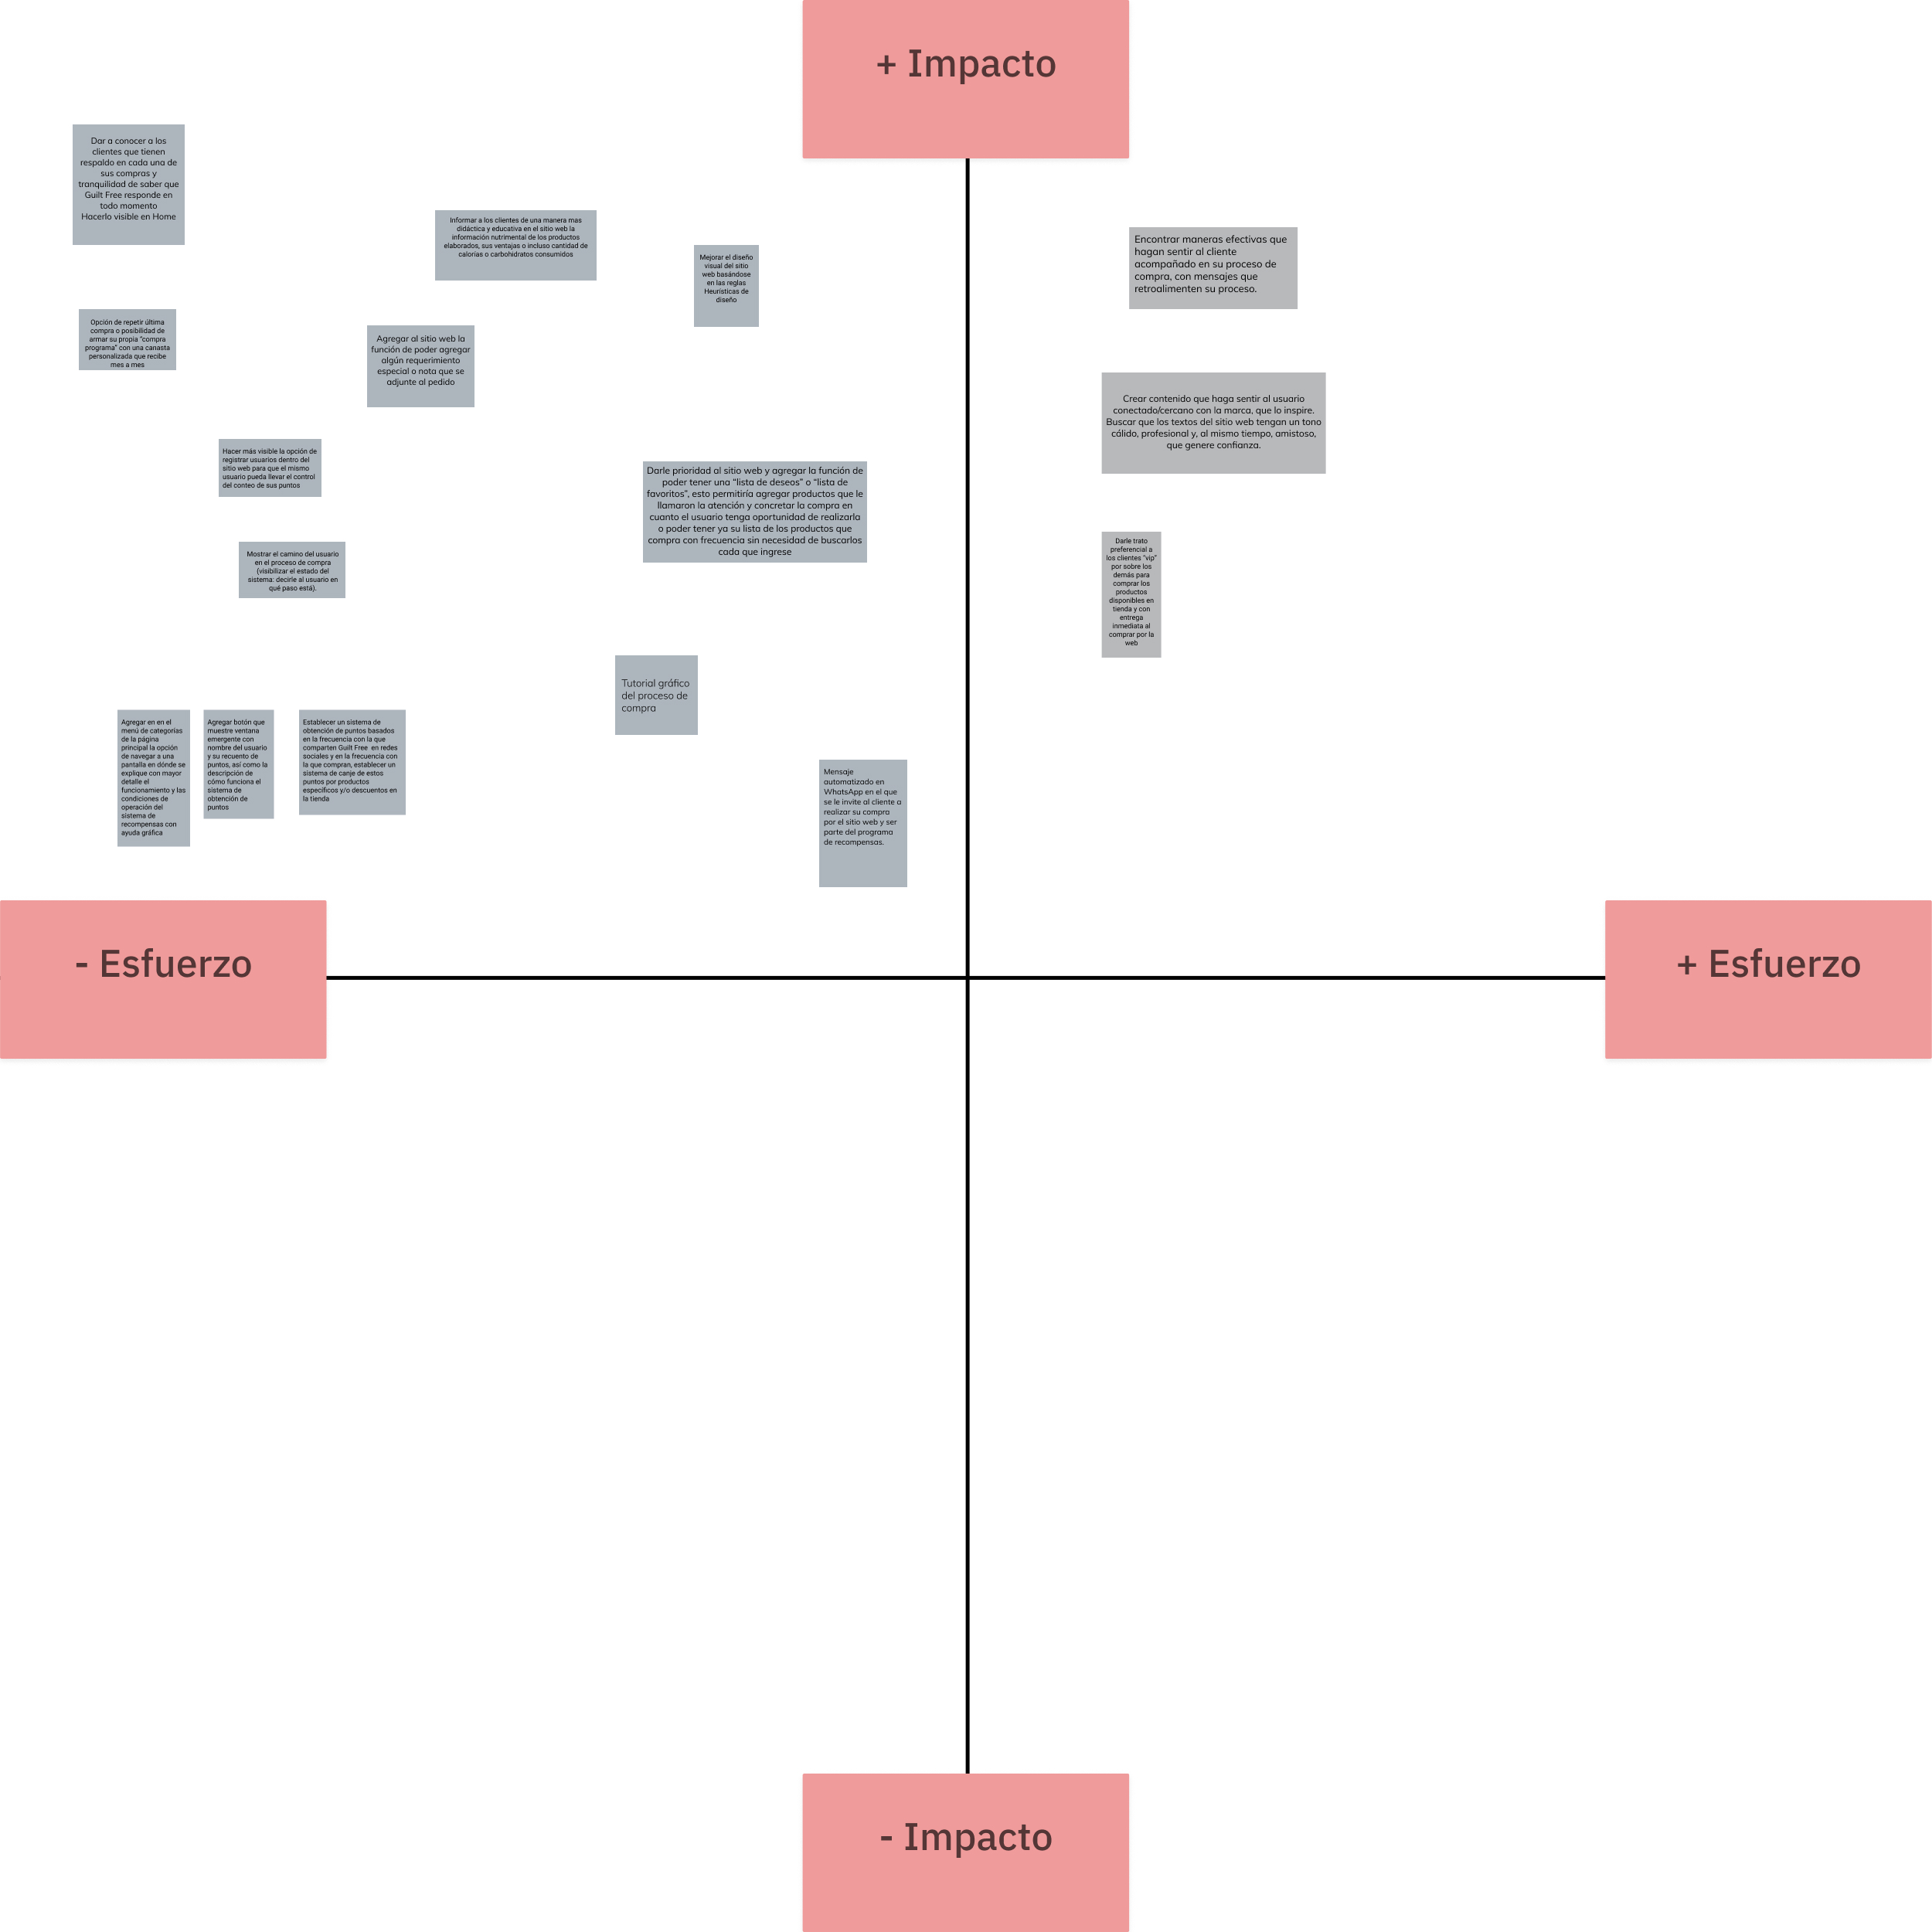 + Impacto
Dar a conocer a los
clientes que tienen
respaldo en cada una de
sus compras y
tranquilidad de saber que
Guilt Free responde en
todo momento
Hacerlo visible en Home
Informar a los clientes de una manera mas
didáctica y educativa en el sitio web la
información nutrimental de los productos
elaborados, sus ventajas o incluso cantidad de
calorías o carbohidratos consumidos
Mejorar el diseño
visual del sitio
web basándose
en las reglas
Heurísticas de
diseño
Encontrar maneras efectivas que
hagan sentir al cliente
acompañado en su proceso de
compra, con mensajes que
retroalimenten su proceso.
Opción de repetir última
compra o posibilidad de
armar su propia "compra
programa" con una canasta
personalizada que recibe
mes a mes
Agregar al sitio web la
función de poder agregar
algún requerimiento
especial o nota que se
adjunte al pedido
Crear contenido que haga sentir al usuario
conectado/cercano con la marca, que lo inspire.
Buscar que los textos del sitio web tengan un tono
cálido, profesional y, al mismo tiempo, amistoso,
que genere confianza.
Hacer más visible la opción de
registrar usuarios dentro del
sitio web para que el mismo
usuario pueda llevar el control
del conteo de sus puntos
Darle prioridad al sitio web y agregar la función de
poder tener una “lista de deseos” o “lista de
favoritos”, esto permitiría agregar productos que le
llamaron la atención y concretar la compra en
cuanto el usuario tenga oportunidad de realizarla
o poder tener ya su lista de los productos que
compra con frecuencia sin necesidad de buscarlos
cada que ingrese
Mostrar el camino del usuario
en el proceso de compra
(visibilizar el estado del
sistema: decirle al usuario en
qué paso está).
Darle trato
preferencial a
los clientes "vip"
por sobre los
demás para
comprar los
productos
disponibles en
tienda y con
entrega
inmediata al
comprar por la
web
Tutorial gráfico
del proceso de
compra
Agregar en en el
menú de categorías
de la página
principal la opción
de navegar a una
pantalla en dónde se
explique con mayor
detalle el
funcionamiento y las
condiciones de
operación del
sistema de
recompensas con
ayuda gráfica
Agregar botón que
muestre ventana
emergente con
nombre del usuario
y su recuento de
puntos, así como la
descripción de
cómo funciona el
sistema de
obtención de
puntos
Establecer un sistema de
obtención de puntos basados
en la frecuencia con la que
comparten Guilt Free en redes
sociales y en la frecuencia con
la que compran, establecer un
sistema de canje de estos
puntos por productos
específicos y/o descuentos en
la tienda
Mensaje
automatizado en
WhatsApp en el que
se le invite al cliente a
realizar su compra
por el sitio web y ser
parte del programa
de recompensas.
- Esfuerzo
+ Esfuerzo
- Impacto